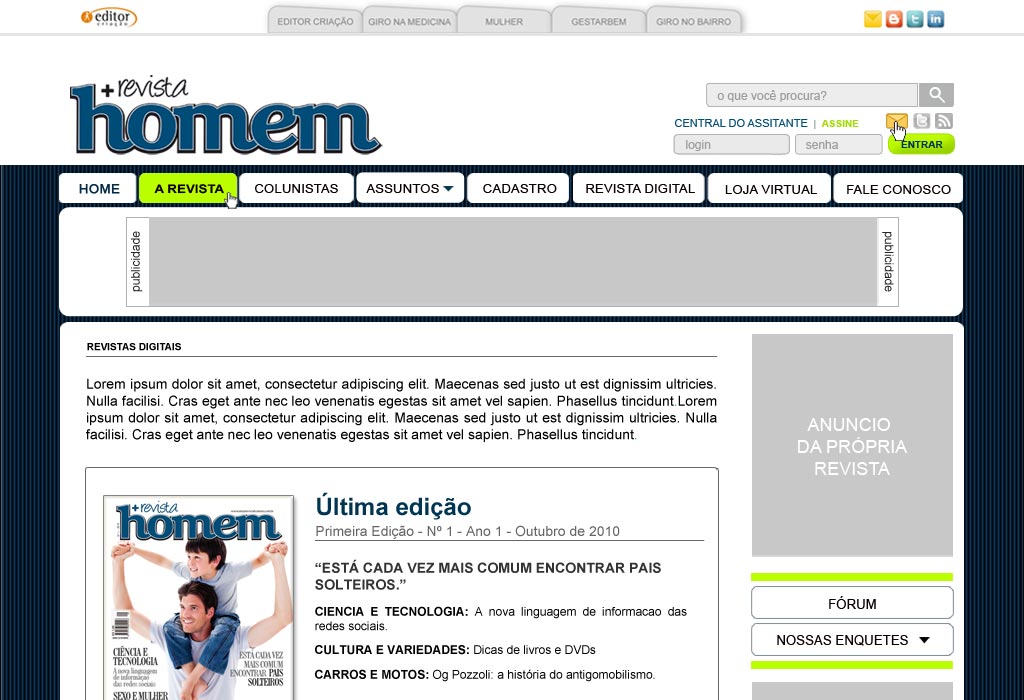 editor
criação
EDITOR CRIAÇÃO
GIRO NA MEDICINA
MULHER
GESTARBEM
GIRO NO BAIRRO
+revista
homem
o que você procura?
CENTRAL DO ASSITANTE | ASSINE
login
senha
ENTRAR
HOME
A REVISTA
COLUNISTAS
ASSUNTOS
CADASTRO
REVISTA DIGITAL
LOJA VIRTUAL
FALE CONOSCO
publicidade
publicidade
REVISTAS DIGITAIS
Lorem ipsum dolor sit amet, consectetur adipiscing elit. Maecenas sed justo ut est dignissim ultricies.
Nulla facilisi. Cras eget ante nec leo venenatis egestas sit amet vel sapien. Phasellus tincidunt.Lorem
ipsum dolor sit amet, consectetur adipiscing elit. Maecenas sed justo ut est dignissim ultricies. Nulla
facilisi. Cras eget ante nec leo venenatis egestas sit amet vel sapien. Phasellus tincidunt.
+revista
homem
CIÊNCIA E
TECNOLOGIA
A nova linguagem
de informação
das redes sociais
SEXO E MULHER
ESTÁ CADA VEZ
MAIS COMUM
ENCONTRAR PAIS
SOLTEIROS
Última edição
Primeira Edição - Nº 1 - Ano 1 - Outubro de 2010
“ESTÁ CADA VEZ MAIS COMUM ENCONTRAR PAIS
SOLTEIROS.”
CIENCIA E TECNOLOGIA: A nova linguagem de informacao das
redes sociais.
CULTURA E VARIEDADES: Dicas de livros e DVDs
CARROS E MOTOS: Og Pozzoli: a história do antigomobilismo.
ANUNCIO
DA PRÓPRIA
REVISTA
FÓRUM
NOSSAS ENQUETES